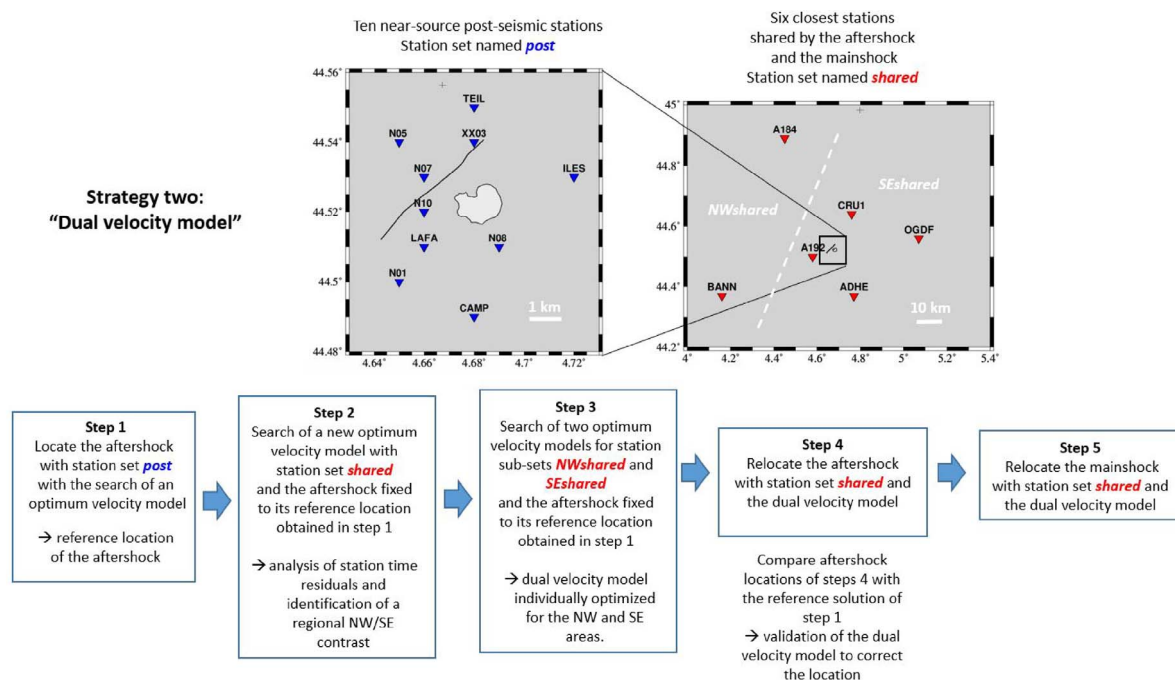 Ten near-source post-seismic stations
Station set named post
Six closest stations
shared by the aftershock
and the mainshock
Station set named shared
Strategy two:
“Dual velocity model”
44.56°
44.54°
44.52°
44.5°
44.48°
4.64°
4.66°
4.68°
4.7°
4.72°
TEIL
N05
XX03
N07
ILES
N10
LAFA
N08
N01
CAMP
1 km
45°
44.8°
44.6°
44.4°
44.2°
4°
4.2°
4.4°
4.6°
4.8°
5°
5.2°
5.4°
A184
SEshared
NWshared
CRU1
OGDF
A192
BANN
ADHE
10 km
Step 1
Locate the aftershock
with station set post
with the search of an
optimum velocity model
→ reference location
of the aftershock
Step 2
Search of a new optimum
velocity model with
station set shared
and the aftershock fixed
to its reference location
obtained in step 1
→ analysis of station time
residuals and
identification of a
regional NW/SE
contrast
Step 3
Search of two optimum
velocity models for station
sub-sets NWshared and
SEshared
and the aftershock fixed
to its reference location
obtained in step 1
→ dual velocity model
individually optimized
for the NW and SE
areas.
Step 4
Relocate the aftershock
with station set shared and
the dual velocity model
Compare aftershock
locations of steps 4 with
the reference solution of
step 1
→ validation of the dual
velocity model to correct
the location
Step 5
Relocate the mainshock
with station set shared and
the dual velocity model